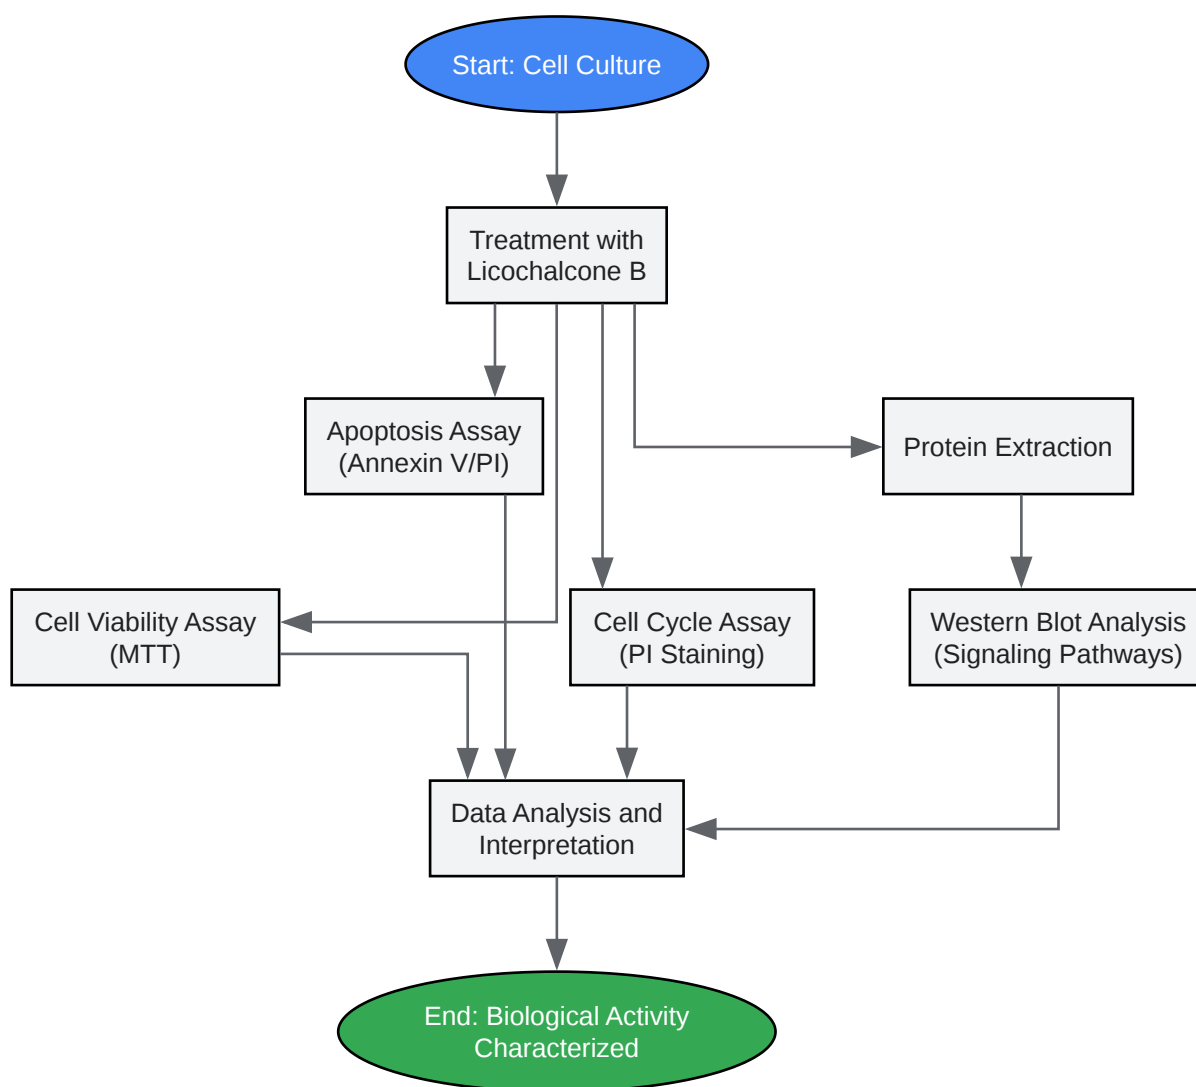 Start: Cell Culture
Treatment with
Licochalcone B
Apoptosis Assay
(Annexin V/PI)
Protein Extraction
Cell Viability Assay
(MTT)
Cell Cycle Assay
(PI Staining)
Western Blot Analysis
(Signaling Pathways)
Data Analysis and
Interpretation
End: Biological Activity
Characterized